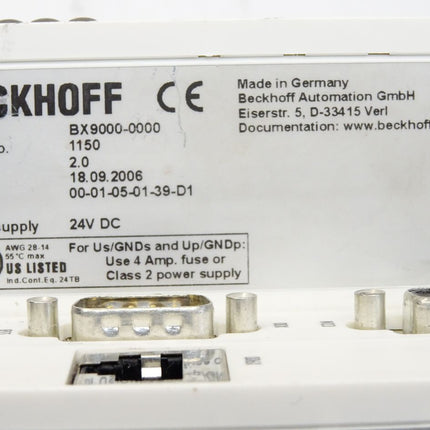 CKHOFF CE
BX9000-0000
o. 1150
2.0
18.09.2006
00-01-05-01-39-D1
supply 24V DC
Made in Germany
Beckhoff Automation GmbH
Eiserstr. 5, D-33415 Verl
Documentation: www.beckhoff
AWG 28-14
55°C max
US LISTED
Ind.Cont.Eq. 24TB
For Us/GNDs and Up/GNDp:
Use 4 Amp. fuse or
Class 2 power supply